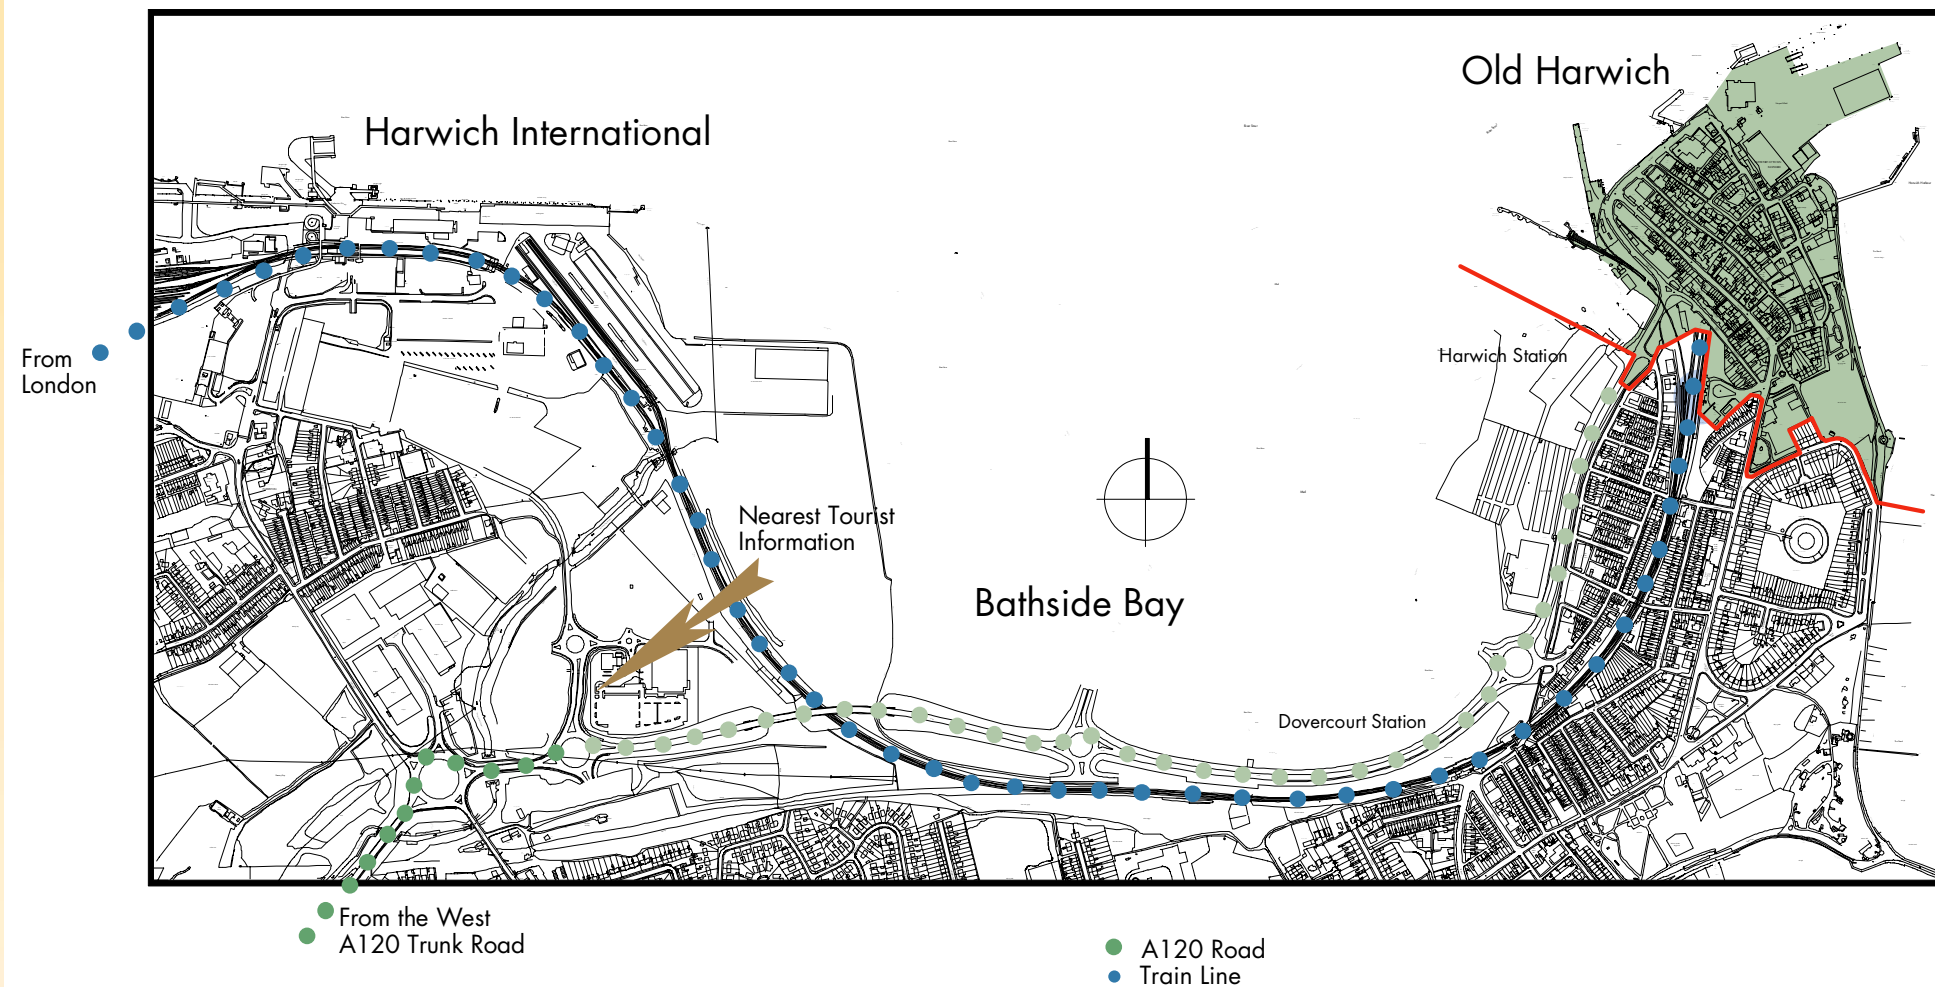 Old Harwich
Harwich International
Harwich Station
From
London
Nearest Tourist
Information
Bathside Bay
Dovercourt Station
From the West
A120 Trunk Road
A120 Road
Train Line